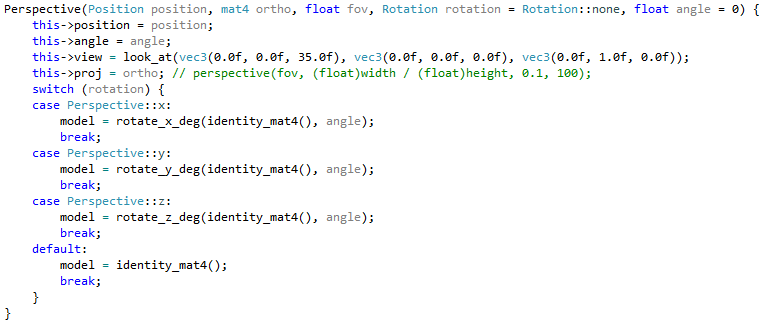 Perspective(Position position, mat4 ortho, float fov, Rotation rotation = Rotation::none, float angle = 0) {
    this->position = position;
    this->angle = angle;
    this->view = look_at(vec3(0.0f, 0.0f, 35.0f), vec3(0.0f, 0.0f, 0.0f), vec3(0.0f, 1.0f, 0.0f));
    this->proj = ortho; // perspective(fov, (float)width / (float)height, 0.1, 100);
    switch (rotation) {
    case Perspective::x:
        model = rotate_x_deg(identity_mat4(), angle);
        break;
    case Perspective::y:
        model = rotate_y_deg(identity_mat4(), angle);
        break;
    case Perspective::z:
        model = rotate_z_deg(identity_mat4(), angle);
        break;
    default:
        model = identity_mat4();
        break;
    }
}